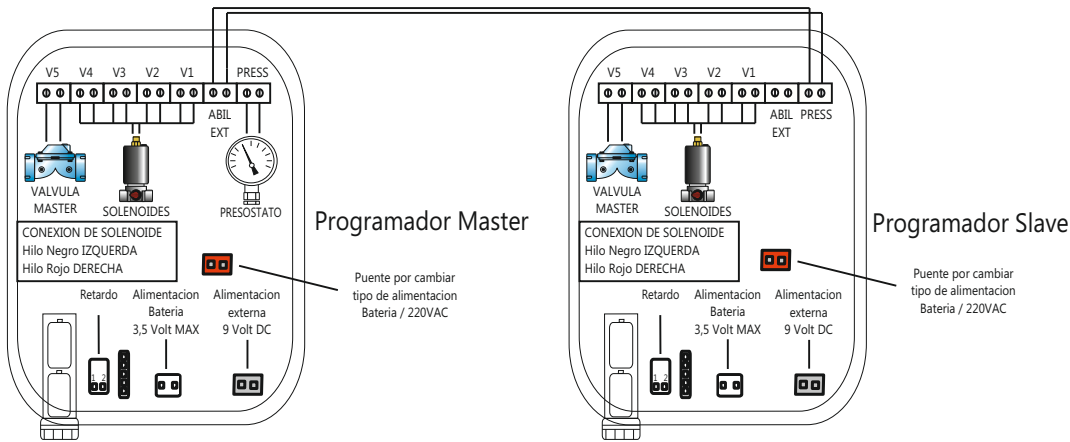 V5 V4 V3 V2 V1 PRESS
ABIL
EXT
VALVULA
MASTER
SOLENOIDES
PRESOSTATO
CONEXION DE SOLENOIDE
Hilo Negro IZQUERDA
Hilo Rojo DERECHA
Programador Master
Puente por cambiar
tipo de alimentacion
Bateria / 220VAC
Retardo
Alimentacion
Bateria
3,5 Volt MAX
Alimentacion
externa
9 Volt DC
1 2
V5 V4 V3 V2 V1
ABIL PRESS
EXT
VALVULA
MASTER
SOLENOIDES
CONEXION DE SOLENOIDE
Hilo Negro IZQUERDA
Hilo Rojo DERECHA
Programador Slave
Puente por cambiar
tipo de alimentacion
Bateria / 220VAC
Retardo
Alimentacion
Bateria
3,5 Volt MAX
Alimentacion
externa
9 Volt DC
1 2